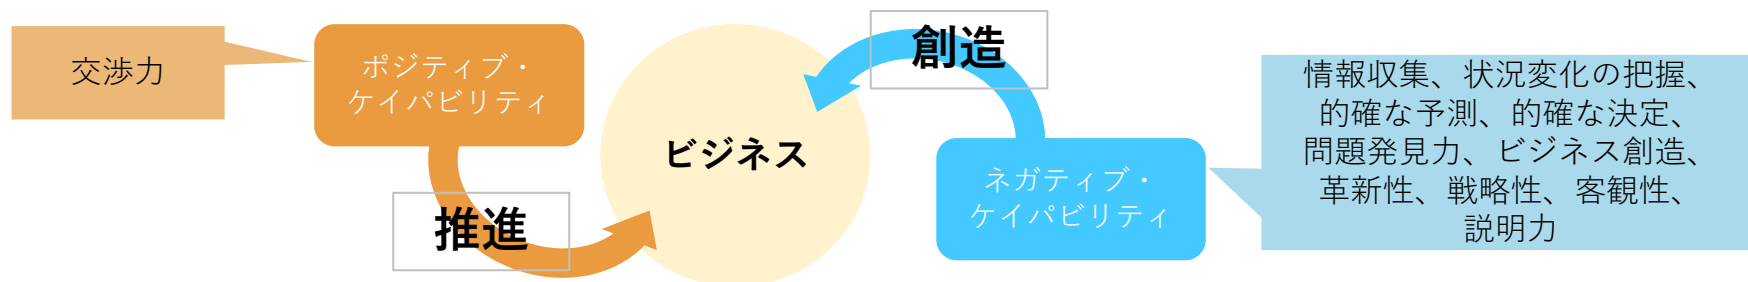 交渉力
ポジティブ・
ケイパビリティ
推進
ビジネス
創造
ネガティブ・
ケイパビリティ
情報収集、状況変化の把握、
的確な予測、的確な決定、
問題発見力、ビジネス創造、
革新性、戦略性、客観性、
説明力